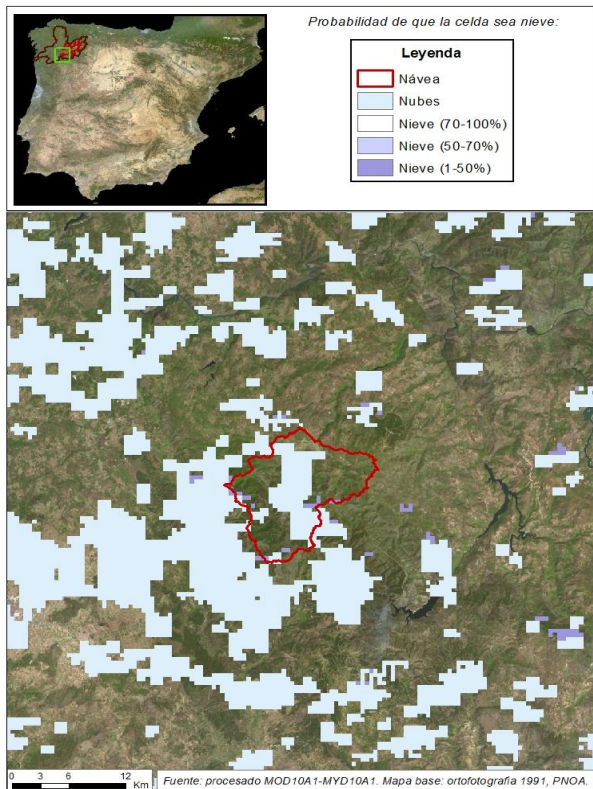 Probabilidad de que la celda sea nieve:
Leyenda
Návea
Nubes
Nieve (70-100%)
Nieve (50-70%)
Nieve (1-50%)
0 3 6 12
Km
Fuente: procesado MOD10A1-MYD10A1. Mapa base: ortofotografia 1991, PNOA.